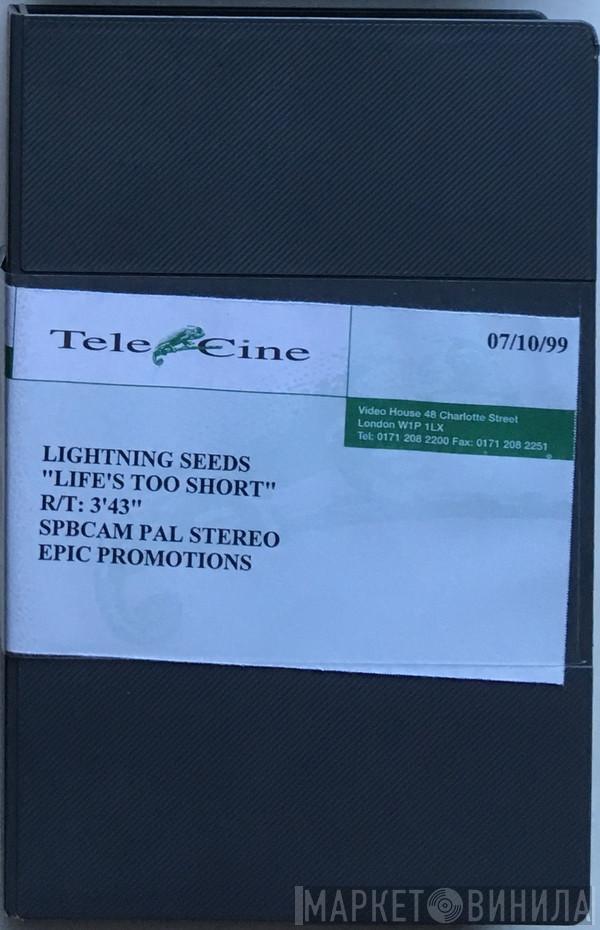 Tele Cine
07/10/99
Video House 48 Charlotte Street
London W1P 1LX
Tel: 0171 208 2200 Fax: 0171 208 2251
LIGHTNING SEEDS
"LIFE'S TOO SHORT"
R/T: 3'43"
SPBCAM PAL STEREO
EPIC PROMOTIONS
МАРКЕТ ВИНИЛА